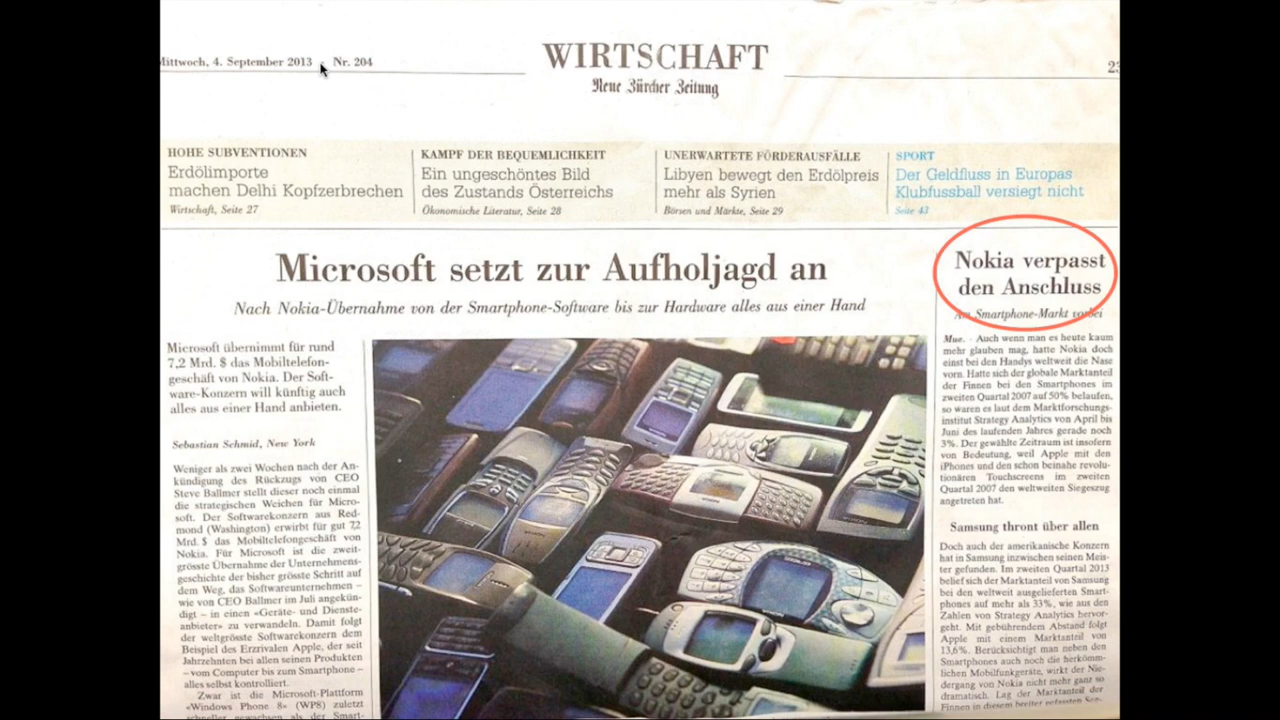 Mittwoch, 4. September 2013 · Nr. 204
WIRTSCHAFT
Neue Zürcher Zeitung
23
HOHE SUBVENTIONEN
Erdölimporte
machen Delhi Kopfzerbrechen
Wirtschaft, Seite 27
KAMPF DER BEQUEMLICHKEIT
Ein ungeschöntes Bild
des Zustands Österreichs
Ökonomische Literatur, Seite 28
UNERWARTETE FÖRDERAUSFÄLLE
Libyen bewegt den Erdölpreis
mehr als Syrien
Börsen und Märkte, Seite 29
SPORT
Der Geldfluss in Europas
Klubfussball versiegt nicht
Seite 43
Microsoft setzt zur Aufholjagd an
Nach Nokia-Übernahme von der Smartphone-Software bis zur Hardware alles aus einer Hand
Microsoft übernimmt für rund
7,2 Mrd. $ das Mobiltelefon-
geschäft von Nokia. Der Soft-
ware-Konzern will künftig auch
alles aus einer Hand anbieten.
Sebastian Schmid, New York
Weniger als zwei Wochen nach der An-
kündigung des Rückzugs von CEO
Steve Ballmer stellt dieser noch einmal
die strategischen Weichen für Micro-
soft. Der Softwarekonzern aus Red-
mond (Washington) erwirbt für gut 7,2
Mrd. $ das Mobiltelefongeschäft von
Nokia. Für Microsoft ist die zweit-
grösste Übernahme der Unternehmens-
geschichte der bisher grösste Schritt auf
dem Weg, das Softwareunternehmen –
wie von CEO Ballmer im Juli angekün-
digt – in einen «Geräte- und Dienste-
anbieter» zu verwandeln. Damit folgt
der weltgrösste Softwarekonzern dem
Beispiel des Erzrivalen Apple, der seit
Jahrzehnten bei allen seinen Produkten
– vom Computer bis zum Smartphone –
alles selbst kontrolliert.
Zwar ist die Microsoft-Plattform
«Windows Phone 8» (WP8) zuletzt
schneller gewachsen als der Smart-
Nokia verpasst
den Anschluss
Am Smartphone-Markt vorbei
Mue. · Auch wenn man es heute kaum
mehr glauben mag, hatte Nokia doch
einst bei den Handys weltweit die Nase
vorn. Hatte sich der globale Marktanteil
der Finnen bei den Smartphones im
zweiten Quartal 2007 auf 50% belaufen,
so waren es laut dem Marktforschungs-
institut Strategy Analytics von April bis
Juni des laufenden Jahres gerade noch
3%. Der gewählte Zeitraum ist insofern
von Bedeutung, weil Apple mit den
iPhones und den schon beinahe revolu-
tionären Touchscreens im zweiten
Quartal 2007 den weltweiten Siegeszug
angetreten hat.
Samsung thront über allen
Doch auch der amerikanische Konzern
hat in Samsung inzwischen seinen Meis-
ter gefunden. Im zweiten Quartal 2013
belief sich der Marktanteil von Samsung
bei den weltweit ausgelieferten Smart-
phones auf mehr als 33%, wie aus den
Zahlen von Strategy Analytics hervor-
geht. Mit gebührendem Abstand folgt
Apple mit einem Marktanteil von
13,6%. Berücksichtigt man neben den
Smartphones auch noch die herkömm-
lichen Mobilfunkgeräte, wirkt der Nie-
dergang von Nokia nicht mehr ganz so
dramatisch. Lag der Marktanteil der
Finnen in diesem breiter gefassten